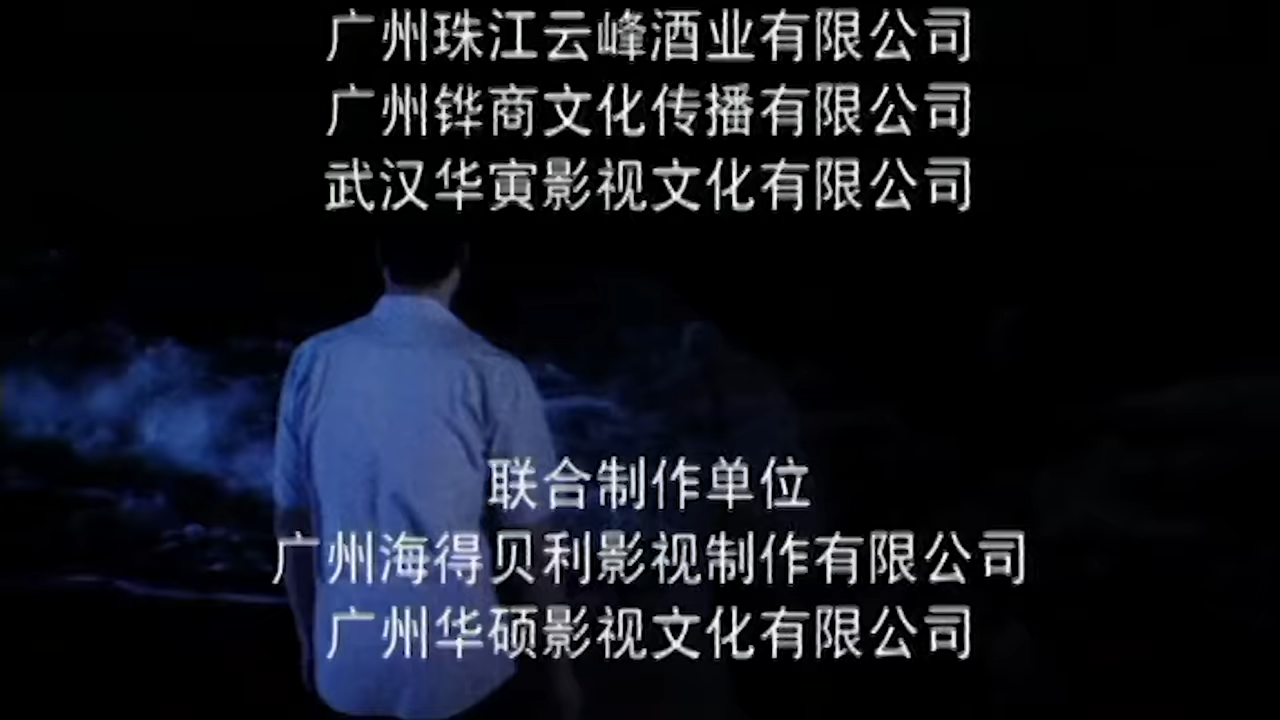 广州珠江云峰酒业有限公司
广州铧商文化传播有限公司
武汉华寅影视文化有限公司
联合制作单位
广州海得贝利影视制作有限公司
广州华硕影视文化有限公司